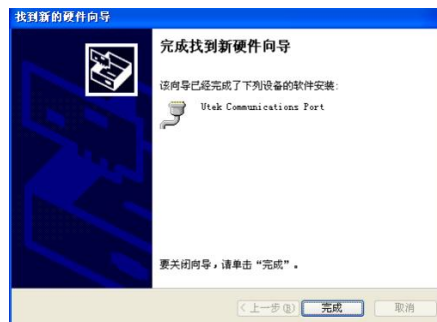 找到新的硬件向导
完成找到新硬件向导
该向导已经完成了下列设备的软件安装:
Utek Communications Port
要关闭向导,请单击“完成”。
< 上一步(B) 完成 取消